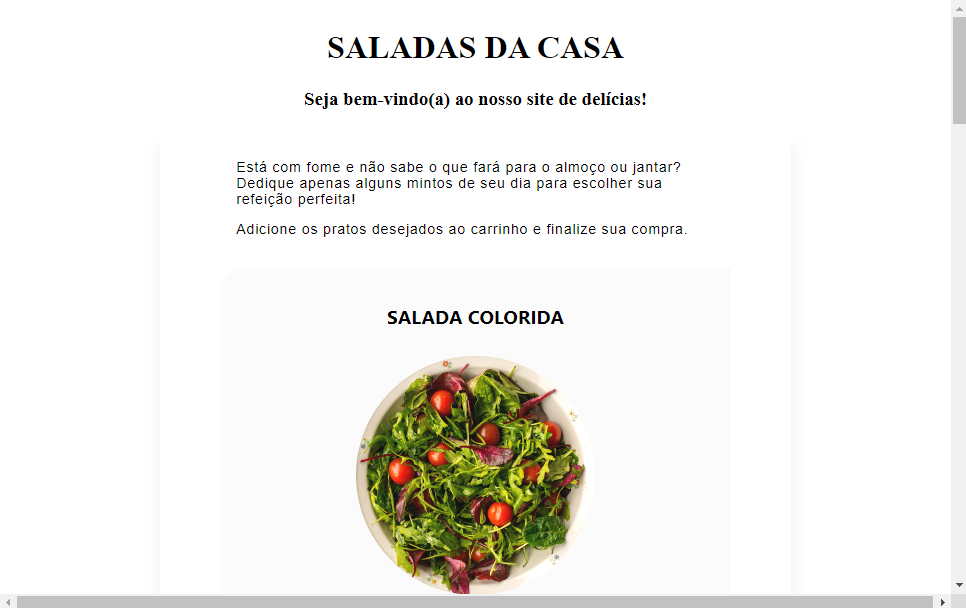 SALADAS DA CASA
Seja bem-vindo(a) ao nosso site de delícias!
Está com fome e não sabe o que fará para o almoço ou jantar?
Dedique apenas alguns mintos de seu dia para escolher sua
refeição perfeita!
Adicione os pratos desejados ao carrinho e finalize sua compra.
SALADA COLORIDA